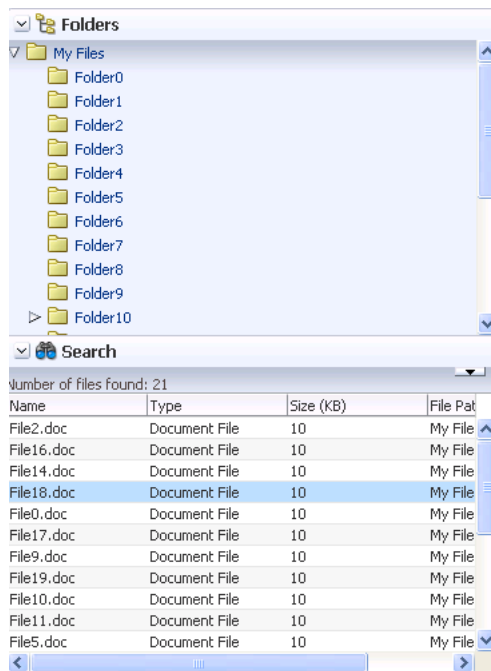 Folders
My Files
Folder0
Folder1
Folder2
Folder3
Folder4
Folder5
Folder6
Folder7
Folder8
Folder9
Folder10
Search
Number of files found: 21
Name Type Size (KB) File Pat
File2.doc Document File 10 My File
File16.doc Document File 10 My File
File14.doc Document File 10 My File
File18.doc Document File 10 My File
File0.doc Document File 10 My File
File17.doc Document File 10 My File
File9.doc Document File 10 My File
File19.doc Document File 10 My File
File10.doc Document File 10 My File
File11.doc Document File 10 My File
File5.doc Document File 10 My File